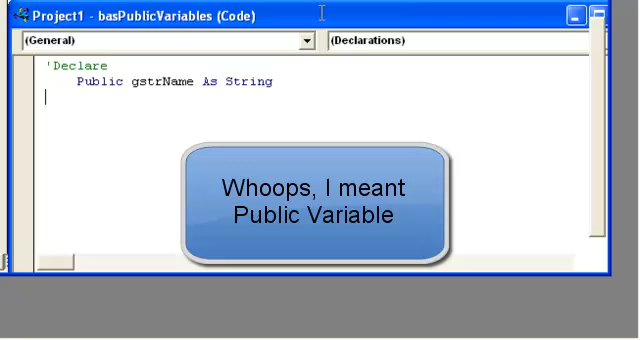 Project1 - basPublicVariables (Code)
(General)
(Declarations)
'Declare
Public gstrName As String
Whoops, I meant
Public Variable